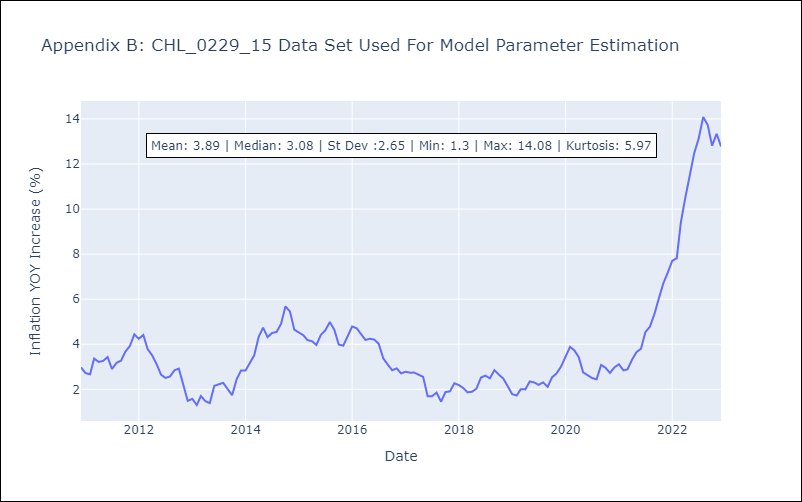 Appendix B: CHL_0229_15 Data Set Used For Model Parameter Estimation
14
Mean: 3.89 | Median: 3.08 | St Dev :2.65 | Min: 1.3 | Max: 14.08 | Kurtosis: 5.97
12
10
8
6
4
2
Inflation YOY Increase (%)
2012 2014 2016 2018 2020 2022
Date